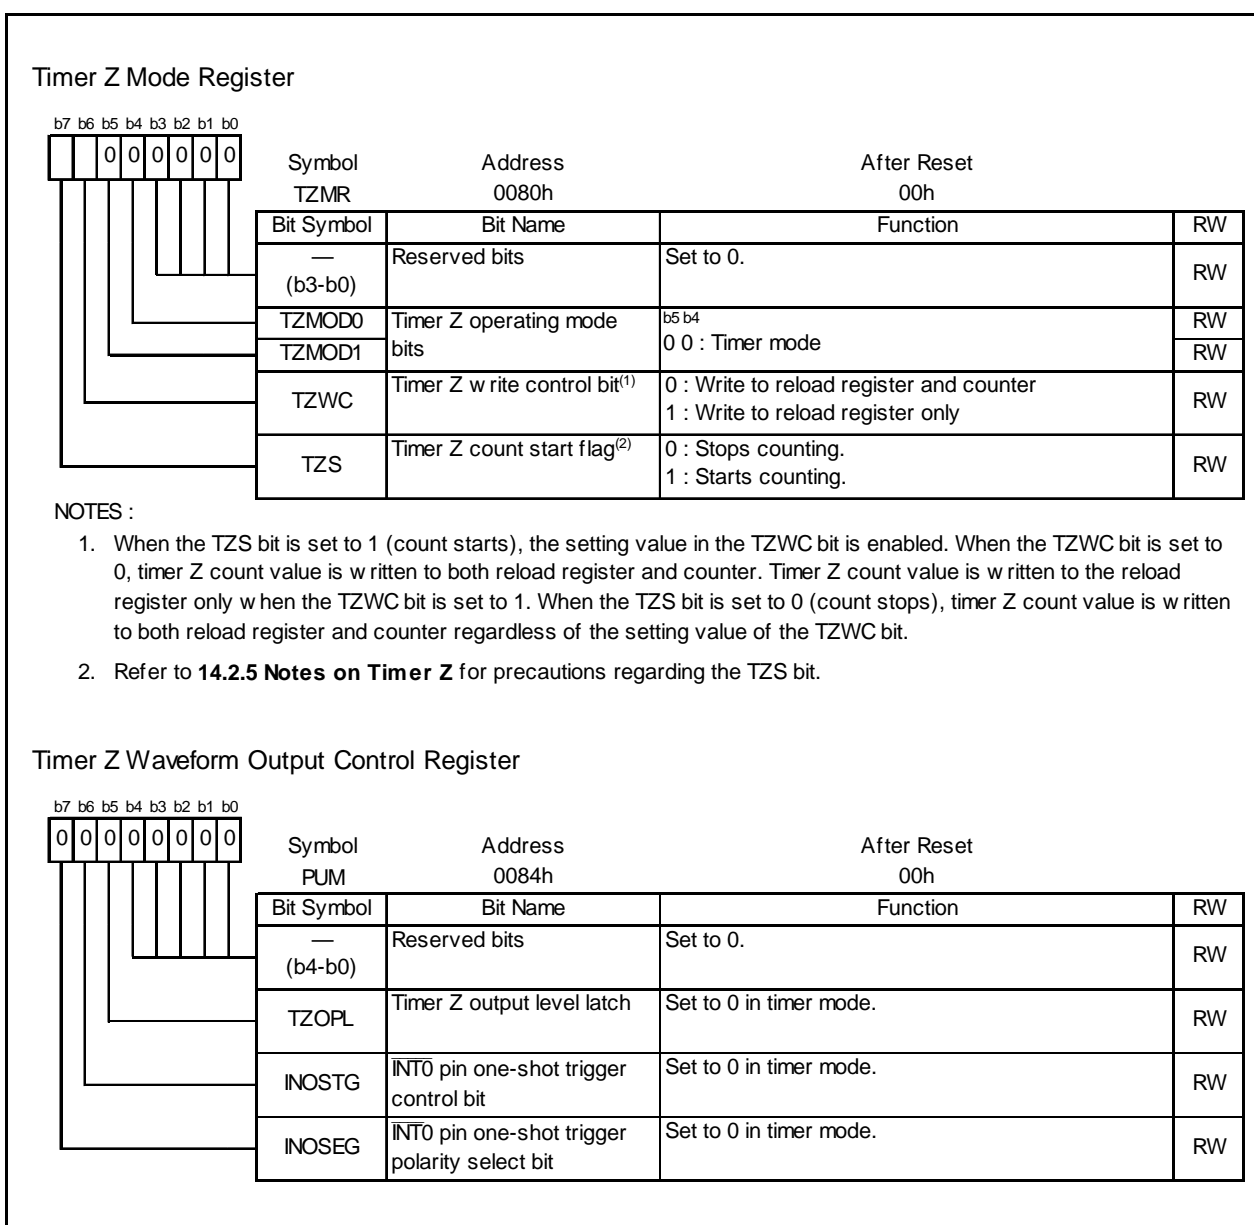 Timer Z Mode Register
b7 b6 b5 b4 b3 b2 b1 b0
0 0 0 0 0 0
Symbol Address After Reset
TZMR 0080h 00h
Bit Symbol Bit Name Function RW
— Reserved bits Set to 0. RW
(b3-b0)
TZMOD0 Timer Z operating mode b5 b4 RW
TZMOD1 bits 0 0 : Timer mode RW
TZWC Timer Z write control bit(1) 0 : Write to reload register and counter RW
1 : Write to reload register only
TZS Timer Z count start flag(2) 0 : Stops counting. RW
1 : Starts counting.
NOTES :
1. When the TZS bit is set to 1 (count starts), the setting value in the TZWC bit is enabled. When the TZWC bit is set to
0, timer Z count value is written to both reload register and counter. Timer Z count value is written to the reload
register only when the TZWC bit is set to 1. When the TZS bit is set to 0 (count stops), timer Z count value is written
to both reload register and counter regardless of the setting value of the TZWC bit.
2. Refer to 14.2.5 Notes on Timer Z for precautions regarding the TZS bit.
Timer Z Waveform Output Control Register
b7 b6 b5 b4 b3 b2 b1 b0
0 0 0 0 0 0 0 0
Symbol Address After Reset
PUM 0084h 00h
Bit Symbol Bit Name Function RW
— Reserved bits Set to 0. RW
(b4-b0)
TZOPL Timer Z output level latch Set to 0 in timer mode. RW
INOSTG INT0 pin one-shot trigger Set to 0 in timer mode. RW
control bit
INOSEG INT0 pin one-shot trigger Set to 0 in timer mode. RW
polarity select bit